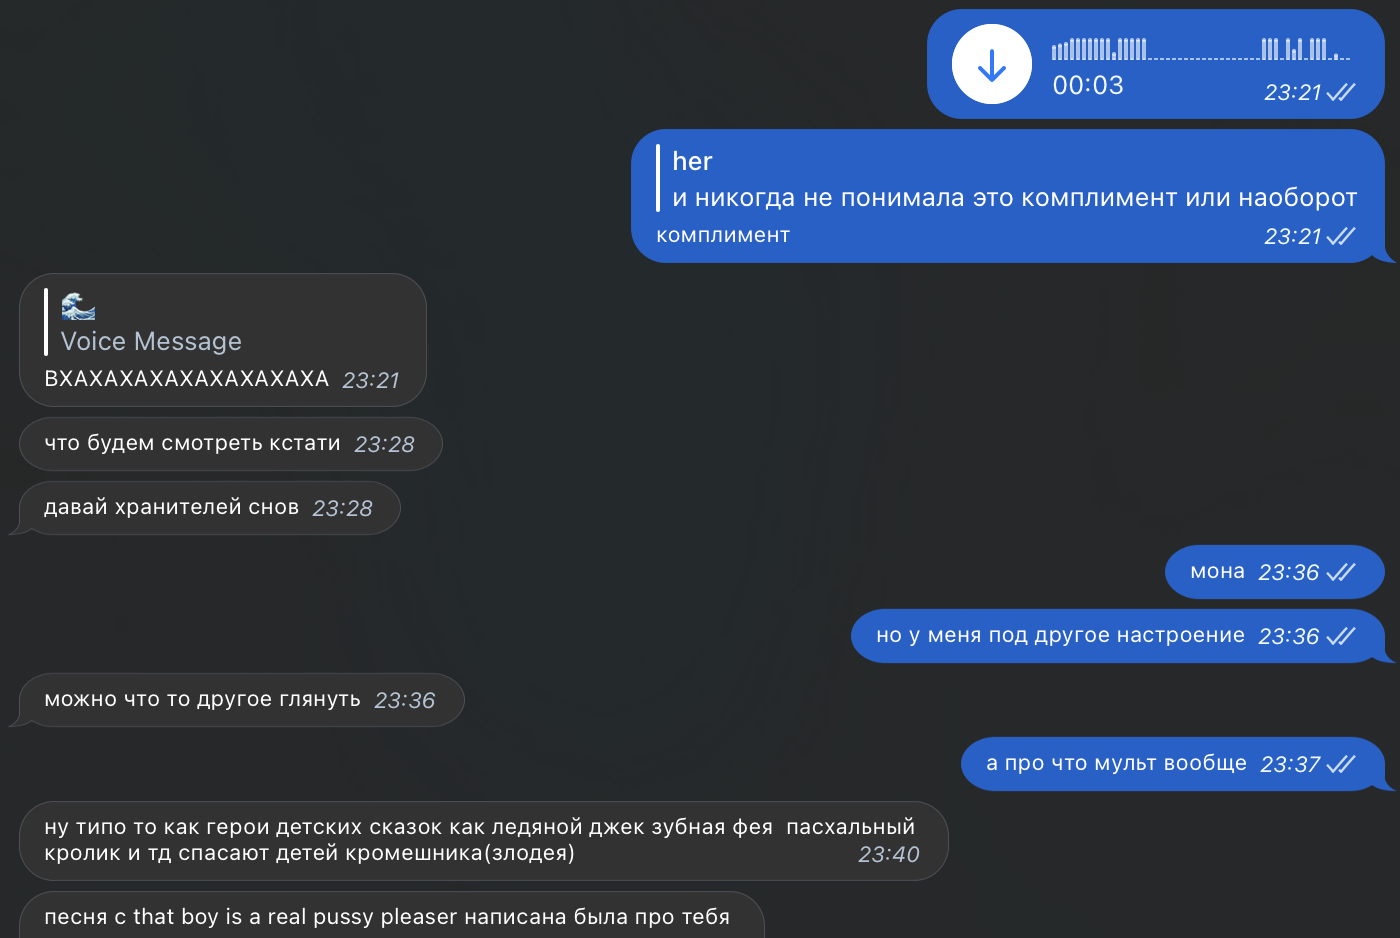 00:03
23:21
her
и никогда не понимала это комплимент или наоборот
комплимент 23:21
Voice Message
ВХАХАХАХАХАХАХАХАХА 23:21
что будем смотреть кстати 23:28
давай хранителей снов 23:28
мона 23:36
но у меня под другое настроение 23:36
можно что то другое глянуть 23:36
а про что мульт вообще 23:37
ну типо то как герои детских сказок как ледяной джек зубная фея пасхальный
кролик и тд спасают детей кромешника(злодея)
23:40
песня с that boy is a real pussy pleaser написана была про тебя